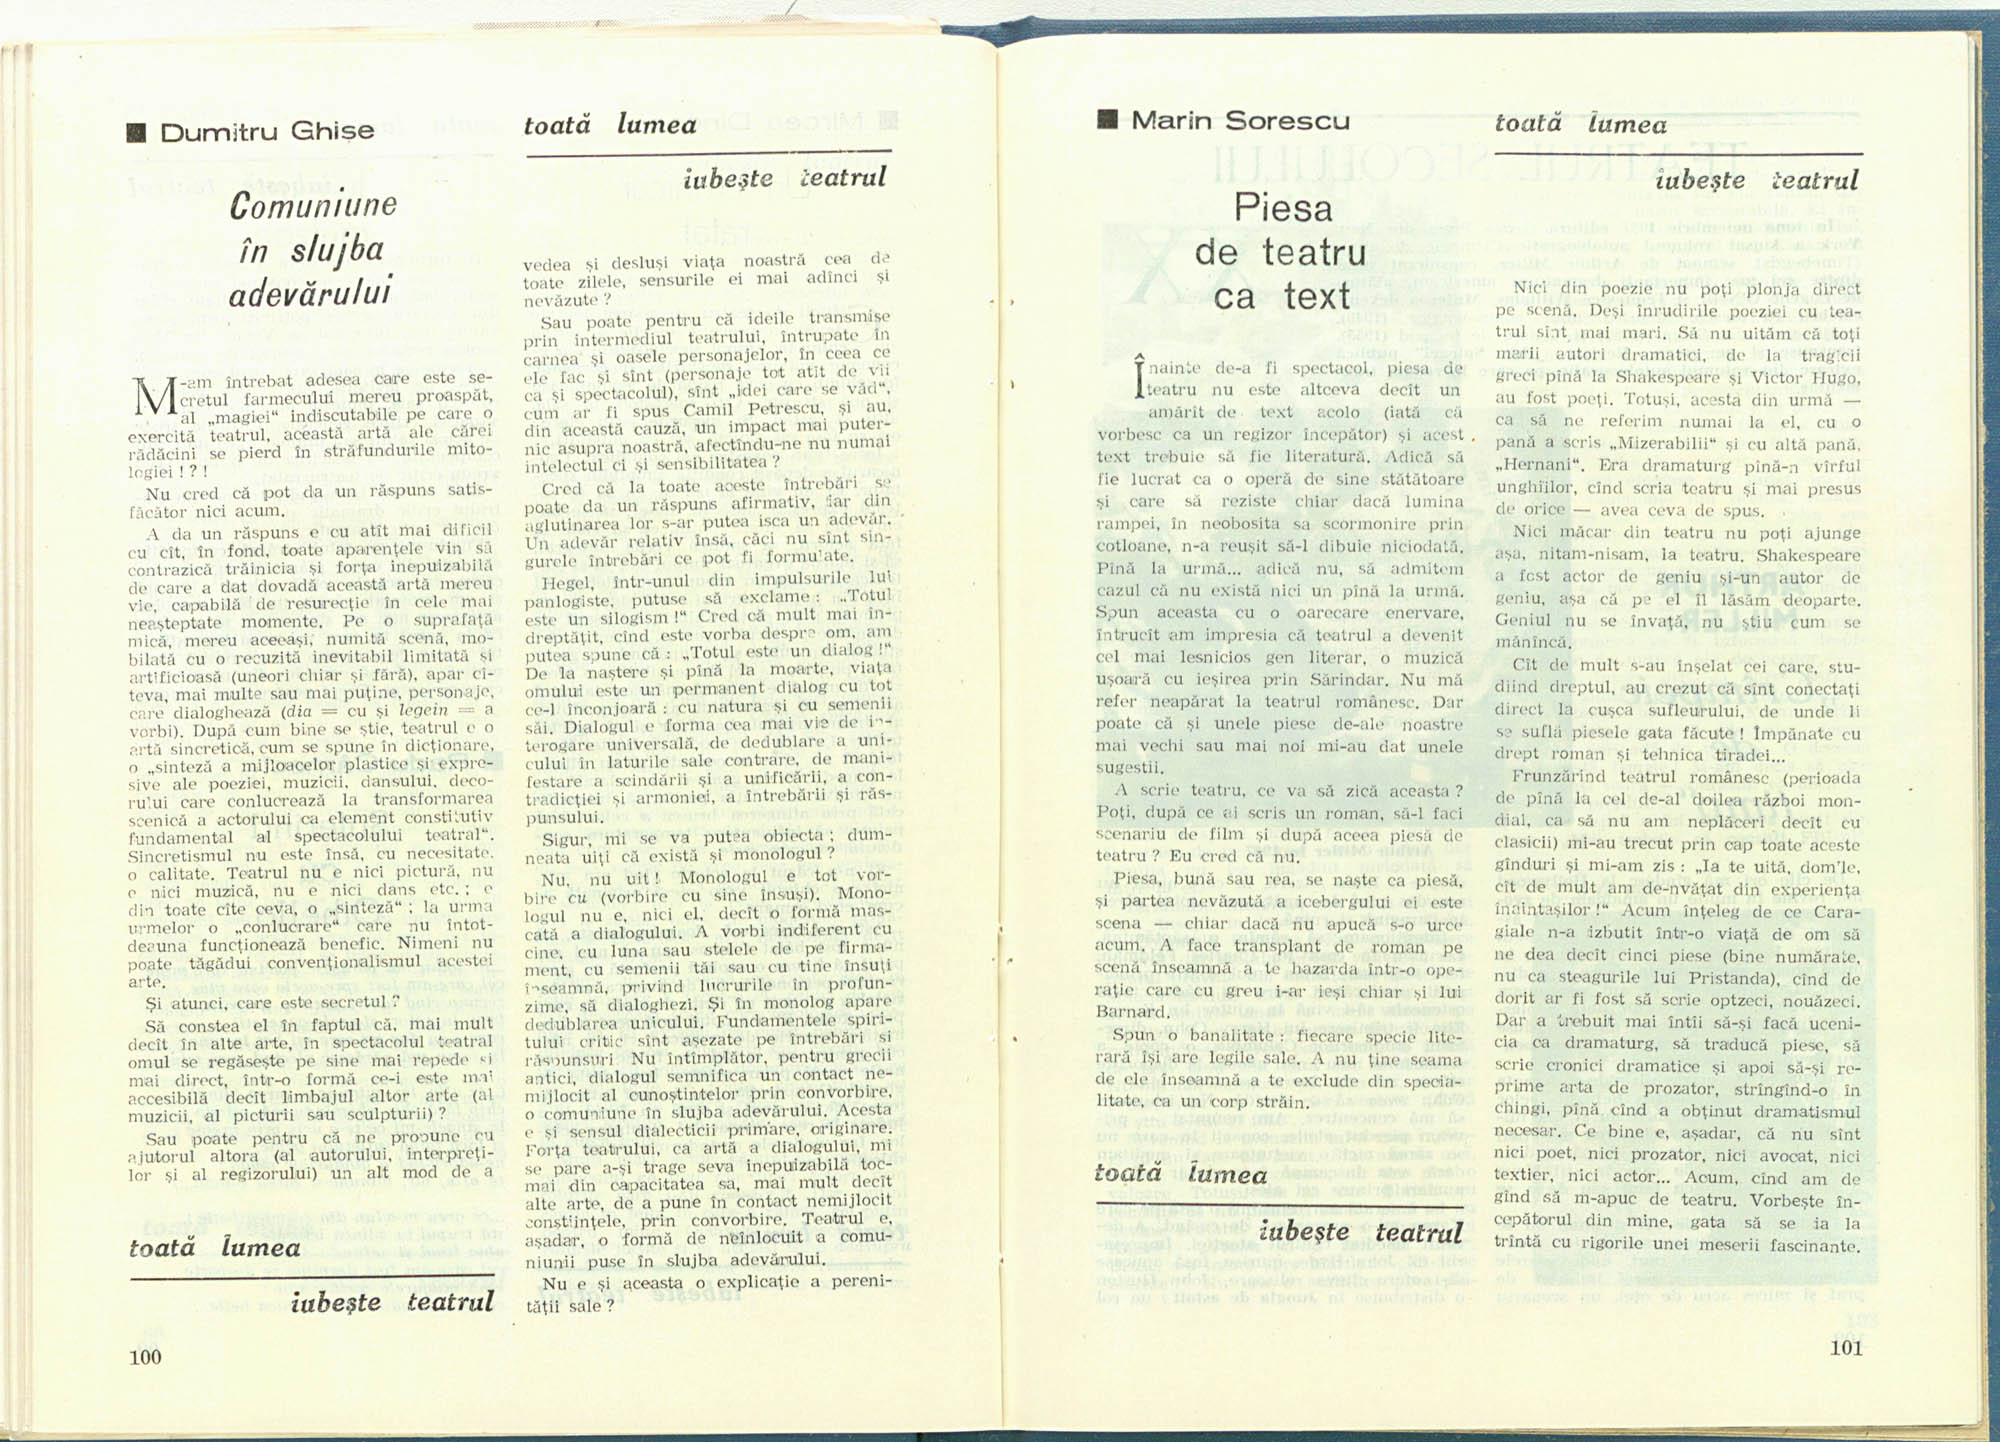 ■ Dumitru Ghișe
Comuniune
în slujba
adevărului
M-am întrebat adesea care este se-
cretul farmecului mereu proaspăt,
al „magiei“ indiscutabile pe care o
exercită teatrul, această artă ale cărei
rădăcini se pierd în străfundurile mito-
logiei ! ? !
Nu cred că pot da un răspuns satis-
făcător nici acum.
A da un răspuns e cu atît mai dificil
cu cît, în fond, toate aparențele vin să
contrazică trăinicia și forța inepuizabilă
de care a dat dovadă această artă mereu
vie, capabilă de resurecție în cele mai
neașteptate momente. Pe o suprafață
mică, mereu aceeași, numită scenă, mo-
bilată cu o recuzită inevitabil limitată și
artificioasă (uneori chiar și fără), apar cî-
teva, mai multe sau mai puține, personaje,
care dialoghează (dia = cu și legein = a
vorbi). După cum bine se știe, teatrul e o
artă sincretică, cum se spune în dicționare,
o „sinteză a mijloacelor plastice și expre-
sive ale poeziei, muzicii, dansului, deco-
rului care conlucrează la transformarea
scenică a actorului ca element constitutiv
fundamental al spectacolului teatral“.
Sincretismul nu este însă, cu necesitate,
o calitate. Teatrul nu e nici pictură, nu
e nici muzică, nu e nici dans etc. ; e
din toate cîte ceva, o „sinteză“ ; la urma
urmelor o „conlucrare“ care nu întot-
deauna funcționează benefic. Nimeni nu
poate tăgădui convenționalismul acestei
arte.
Și atunci, care este secretul ?
Să constea el în faptul că, mai mult
decît în alte arte, în spectacolul teatral
omul se regăsește pe sine mai repede și
mai direct, într-o formă ce-i este mai
accesibilă decît limbajul altor arte (al
muzicii, al picturii sau sculpturii) ?
Sau poate pentru că ne propune cu
ajutorul altora (al autorului, interpreți-
lor și al regizorului) un alt mod de a
toată lumea
iubește teatrul
100
toată lumea
iubește teatrul
vedea și desluși viața noastră cea de
toate zilele, sensurile ei mai adînci și
nevăzute ?
Sau poate pentru că ideile transmise
prin intermediul teatrului, întrupate în
carnea și oasele personajelor, în ceea ce
ele fac și sînt (personaje tot atît de vii
ca și spectacolul), sînt „idei care se văd“,
cum ar fi spus Camil Petrescu, și au,
din această cauză, un impact mai puter-
nic asupra noastră, afectîndu-ne nu numai
intelectul ci și sensibilitatea ?
Cred că la toate aceste întrebări se
poate da un răspuns afirmativ, iar din
aglutinarea lor s-ar putea isca un adevăr.
Un adevăr relativ însă, căci nu sînt sin-
gurele întrebări ce pot fi formulate.
Hegel, într-unul din impulsurile lui
panlogiste, putuse să exclame : „Totul
este un silogism !“ Cred că mult mai în-
dreptățit, cînd este vorba despre om, am
putea spune că : „Totul este un dialog !“
De la naștere și pînă la moarte, viața
omului este un permanent dialog cu tot
ce-l înconjoară : cu natura și cu semenii
săi. Dialogul e forma cea mai vie de in-
terogare universală, de dedublare a uni-
cului în laturile sale contrare, de mani-
festare a scindării și a unificării, a con-
tradicției și armoniei, a întrebării și răs-
punsului.
Sigur, mi se va putea obiecta ; dum-
neata uiți că există și monologul ?
Nu, nu uit ! Monologul e tot vor-
bire cu (vorbire cu sine însuși). Mono-
logul nu e, nici el, decît o formă mas-
cată a dialogului. A vorbi indiferent cu
cine, cu luna sau stelele de pe firma-
ment, cu semenii tăi sau cu tine însuți
înseamnă, privind lucrurile în profun-
zime, să dialoghezi. Și în monolog apare
dedublarea unicului. Fundamentele spiri-
tului critic sînt așezate pe întrebări și
răspunsuri. Nu întîmplător, pentru grecii
antici, dialogul semnifica un contact ne-
mijlocit al cunoștintelor prin convorbire,
o comuniune în slujba adevărului. Acesta
e și sensul dialecticii primare, originare.
Forța teatrului, ca artă a dialogului, mi
se pare a-și trage seva inepuizabilă toc-
mai din capacitatea sa, mai mult decît
alte arte, de a pune în contact nemijlocit
conștiințele, prin convorbire. Teatrul e,
așadar, o formă de neînlocuit a comu-
niunii puse în slujba adevărului.
Nu e și aceasta o explicație a pereni-
tății sale ?
■ Marin Sorescu
Piesa
de teatru
ca text
Înainte de-a fi spectacol, piesa de
teatru nu este altceva decît un
amărît de text acolo (iată că
vorbesc ca un regizor începător) și acest
text trebuie să fie literatură. Adică să
fie lucrat ca o operă de sine stătătoare
și care să reziste chiar dacă lumina
rampei, în neobosita sa scormonire prin
cotloane, n-a reușit să-l dibuie niciodată.
Pînă la urmă... adică nu, să admitem
cazul că nu există nici un pînă la urmă.
Spun aceasta cu o oarecare enervare,
întrucît am impresia că teatrul a devenit
cel mai lesnicios gen literar, o muzică
ușoară cu ieșirea prin Sărindar. Nu mă
refer neapărat la teatrul românesc. Dar
poate că și unele piese de-ale noastre
mai vechi sau mai noi mi-au dat unele
sugestii.
A scrie teatru, ce va să zică aceasta ?
Poți, după ce ai scris un roman, să-l faci
scenariu de film și după aceea piesă de
teatru ? Eu cred că nu.
Piesa, bună sau rea, se naște ca piesă,
și partea nevăzută a icebergului ei este
scena — chiar dacă nu apucă s-o urce
acum. A face transplant de roman pe
scenă înseamnă a te hazarda într-o ope-
rație care cu greu i-ar ieși chiar și lui
Barnard.
Spun o banalitate : fiecare specie lite-
rară își are legile sale. A nu ține seama
de ele înseamnă a te exclude din specia-
litate, ca un corp străin.
toată lumea
iubește teatrul
toată lumea
iubește teatrul
Nici din poezie nu poți plonja direct
pe scenă. Deși înrudirile poeziei cu tea-
trul sînt mai mari. Să nu uităm că toți
marii autori dramatici, de la tragicii
greci pînă la Shakespeare și Victor Hugo,
au fost poeți. Totuși, acesta din urmă —
ca să ne referim numai la el, cu o
pană a scris „Mizerabilii“ și cu altă pană,
„Hernani“. Era dramaturg pînă-n vîrful
unghiilor, cînd scria teatru și mai presus
de orice — avea ceva de spus.
Nici măcar din teatru nu poți ajunge
așa, nitam-nisam, la teatru. Shakespeare
a fost actor de geniu și-un autor de
geniu, așa că pe el îl lăsăm deoparte.
Geniul nu se învață, nu știu cum se
mănîncă.
Cît de mult s-au înșelat cei care, stu-
diind dreptul, au crezut că sînt conectați
direct la cușca sufleurului, de unde li
se suflă piesele gata făcute ! Împănate cu
drept roman și tehnica tiradei...
Frunzărind teatrul românesc (perioada
de pînă la cel de-al doilea război mon-
dial, ca să nu am neplăceri decît cu
clasicii) mi-au trecut prin cap toate aceste
gînduri și mi-am zis : „Ia te uită, dom'le,
cît de mult am de-nvățat din experiența
înaintașilor !“ Acum înțeleg de ce Cara-
giale n-a izbutit într-o viață de om să
ne dea decît cinci piese (bine numărate,
nu ca steagurile lui Pristanda), cînd de
dorit ar fi fost să scrie optzeci, nouăzeci.
Dar a trebuit mai întîi să-și facă uceni-
cia ca dramaturg, să traducă piese, să
scrie cronici dramatice și apoi să-și re-
prime arta de prozator, strîngînd-o în
chingi, pînă cînd a obținut dramatismul
necesar. Ce bine e, așadar, că nu sînt
nici poet, nici prozator, nici avocat, nici
textier, nici actor... Acum, cînd am de
gînd să m-apuc de teatru. Vorbește în-
cepătorul din mine, gata să se ia la
trîntă cu rigorile unei meserii fascinante.
101